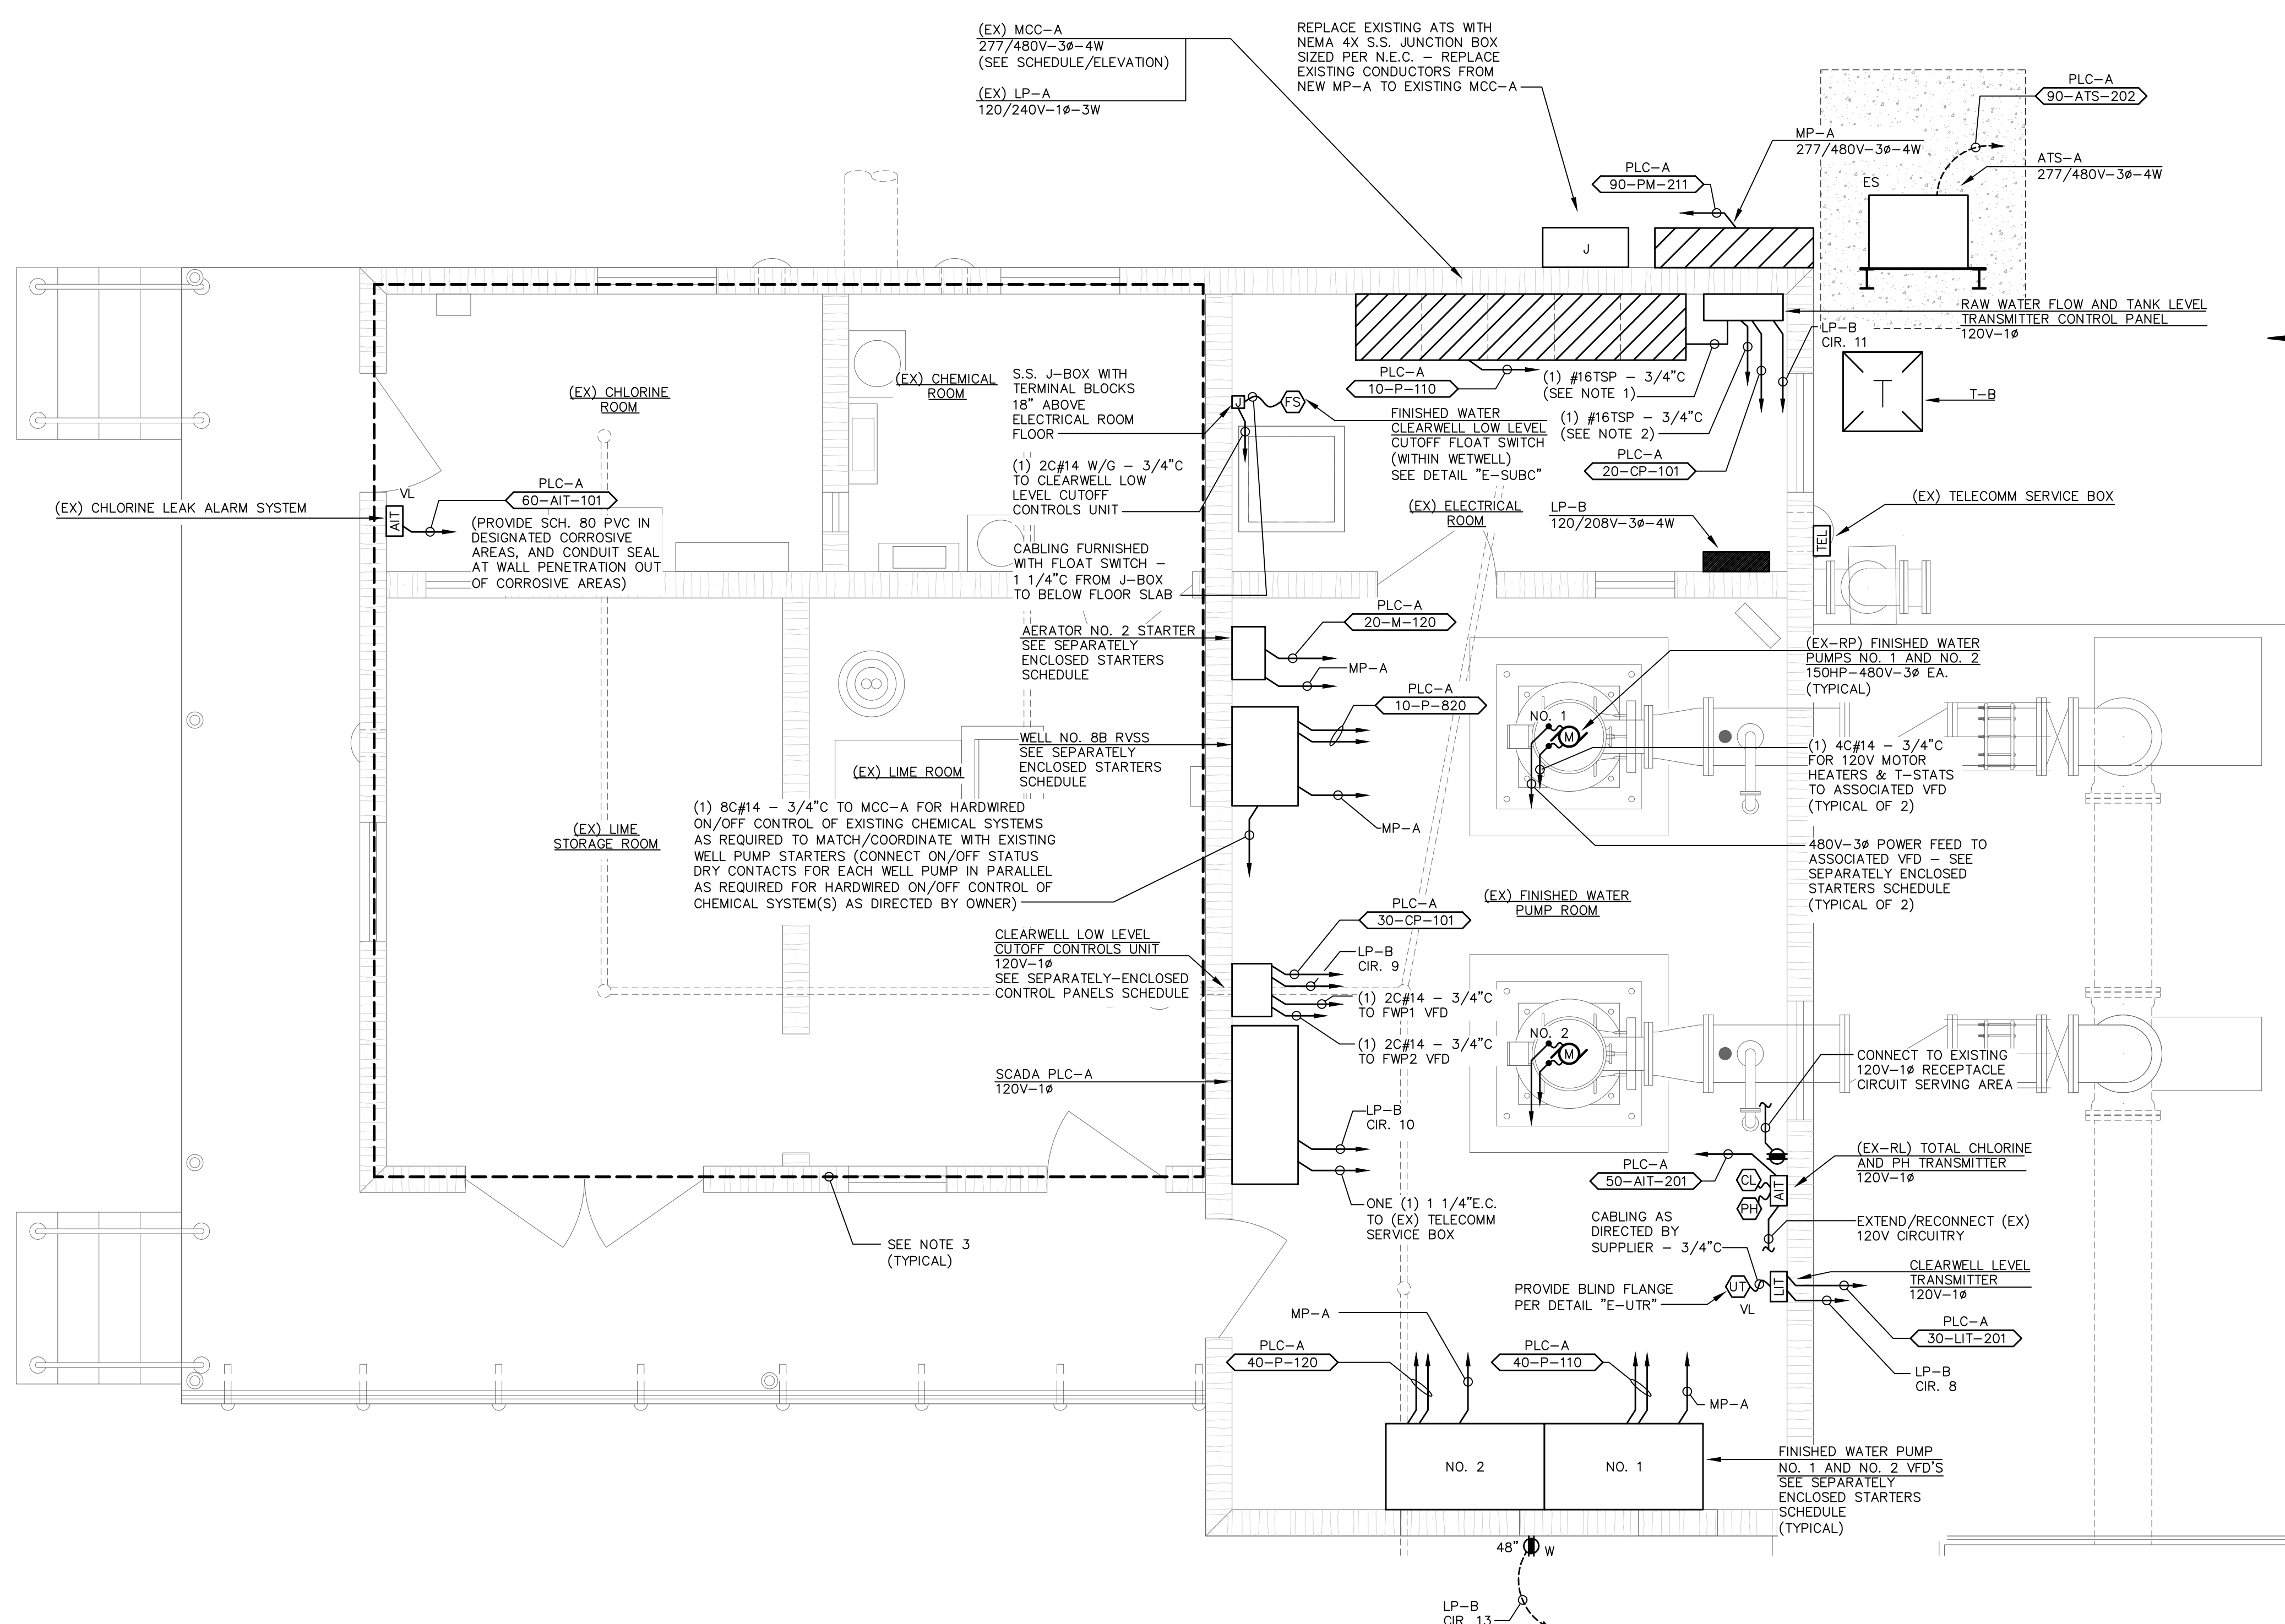 (EX) MCC-A
277/480V-3ø-4W
(SEE SCHEDULE/ELEVATION)
(EX) LP-A
120/240V-1ø-3W
REPLACE EXISTING ATS WITH
NEMA 4X S.S. JUNCTION BOX
SIZED PER N.E.C. - REPLACE
EXISTING CONDUCTORS FROM
NEW MP-A TO EXISTING MCC-A
PLC-A
90-ATS-202
MP-A
277/480V-3ø-4W
ATS-A
277/480V-3ø-4W
PLC-A
90-PM-211
ES
J
RAW WATER FLOW AND TANK LEVEL
TRANSMITTER CONTROL PANEL
120V-1ø
LP-B
CIR. 11
T
T-B
(EX) CHLORINE
ROOM
(EX) CHEMICAL
ROOM
S.S. J-BOX WITH
TERMINAL BLOCKS
18" ABOVE
ELECTRICAL ROOM
FLOOR
J
FS
PLC-A
10-P-110
(1) #16TSP - 3/4"C
(SEE NOTE 1)
FINISHED WATER
CLEARWELL LOW LEVEL
CUTOFF FLOAT SWITCH
(WITHIN WETWELL)
SEE DETAIL "E-SUBC"
(1) #16TSP - 3/4"C
(SEE NOTE 2)
PLC-A
20-CP-101
(1) 2C#14 W/G - 3/4"C
TO CLEARWELL LOW
LEVEL CUTOFF
CONTROLS UNIT
(EX) ELECTRICAL
ROOM
LP-B
120/208V-3ø-4W
(EX) TELECOMM SERVICE BOX
TEL
(EX) CHLORINE LEAK ALARM SYSTEM
VL
AIT
PLC-A
60-AIT-101
(PROVIDE SCH. 80 PVC IN
DESIGNATED CORROSIVE
AREAS, AND CONDUIT SEAL
AT WALL PENETRATION OUT
OF CORROSIVE AREAS)
CABLING FURNISHED
WITH FLOAT SWITCH -
1 1/4"C FROM J-BOX
TO BELOW FLOOR SLAB
PLC-A
20-M-120
AERATOR NO. 2 STARTER
SEE SEPARATELY
ENCLOSED STARTERS
SCHEDULE
MP-A
PLC-A
10-P-820
(EX-RP) FINISHED WATER
PUMPS NO. 1 AND NO. 2
150HP-480V-3ø EA.
(TYPICAL)
NO. 1
M
WELL NO. 8B RVSS
SEE SEPARATELY
ENCLOSED STARTERS
SCHEDULE
(1) 4C#14 - 3/4"C
FOR 120V MOTOR
HEATERS & T-STATS
TO ASSOCIATED VFD
(TYPICAL OF 2)
(EX) LIME ROOM
(EX) LIME
STORAGE ROOM
(1) 8C#14 - 3/4"C TO MCC-A FOR HARDWIRED
ON/OFF CONTROL OF EXISTING CHEMICAL SYSTEMS
AS REQUIRED TO MATCH/COORDINATE WITH EXISTING
WELL PUMP STARTERS (CONNECT ON/OFF STATUS
DRY CONTACTS FOR EACH WELL PUMP IN PARALLEL
AS REQUIRED FOR HARDWIRED ON/OFF CONTROL OF
CHEMICAL SYSTEM(S) AS DIRECTED BY OWNER)
MP-A
480V-3ø POWER FEED TO
ASSOCIATED VFD - SEE
SEPARATELY ENCLOSED
STARTERS SCHEDULE
(TYPICAL OF 2)
(EX) FINISHED WATER
PUMP ROOM
PLC-A
30-CP-101
CLEARWELL LOW LEVEL
CUTOFF CONTROLS UNIT
120V-1ø
SEE SEPARATELY-ENCLOSED
CONTROL PANELS SCHEDULE
LP-B
CIR. 9
(1) 2C#14 - 3/4"C
TO FWP1 VFD
(1) 2C#14 - 3/4"C
TO FWP2 VFD
NO. 2
M
SCADA PLC-A
120V-1ø
LP-B
CIR. 10
CONNECT TO EXISTING
120V-1ø RECEPTACLE
CIRCUIT SERVING AREA
PLC-A
50-AIT-201
CL
PH
AIT
(EX-RL) TOTAL CHLORINE
AND PH TRANSMITTER
120V-1ø
ONE (1) 1 1/4"E.C.
TO (EX) TELECOMM
SERVICE BOX
CABLING AS
DIRECTED BY
SUPPLIER - 3/4"C
EXTEND/RECONNECT (EX)
120V CIRCUITRY
SEE NOTE 3
(TYPICAL)
PROVIDE BLIND FLANGE
PER DETAIL "E-UTR"
UT
VL
LIT
CLEARWELL LEVEL
TRANSMITTER
120V-1ø
PLC-A
30-LIT-201
LP-B
CIR. 8
MP-A
PLC-A
40-P-120
PLC-A
40-P-110
MP-A
NO. 2
NO. 1
FINISHED WATER PUMP
NO. 1 AND NO. 2 VFD'S
SEE SEPARATELY
ENCLOSED STARTERS
SCHEDULE
(TYPICAL)
48"
W
LP-B
CIR. 13